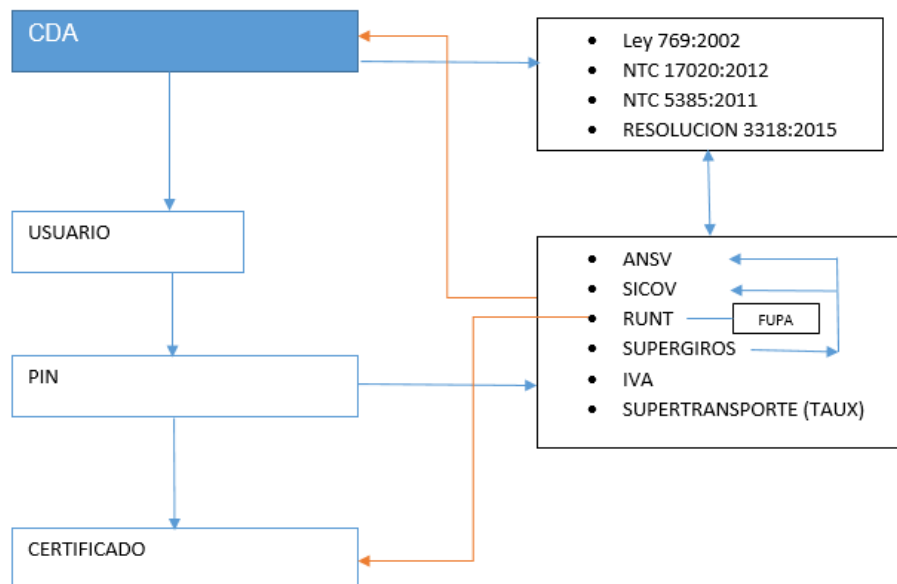 CDA
• Ley 769:2002
• NTC 17020:2012
• NTC 5385:2011
• RESOLUCION 3318:2015
USUARIO
• ANSV
• SICOV
• RUNT
FUPA
• SUPERGIROS
• IVA
• SUPERTRANSPORTE (TAUX)
PIN
CERTIFICADO